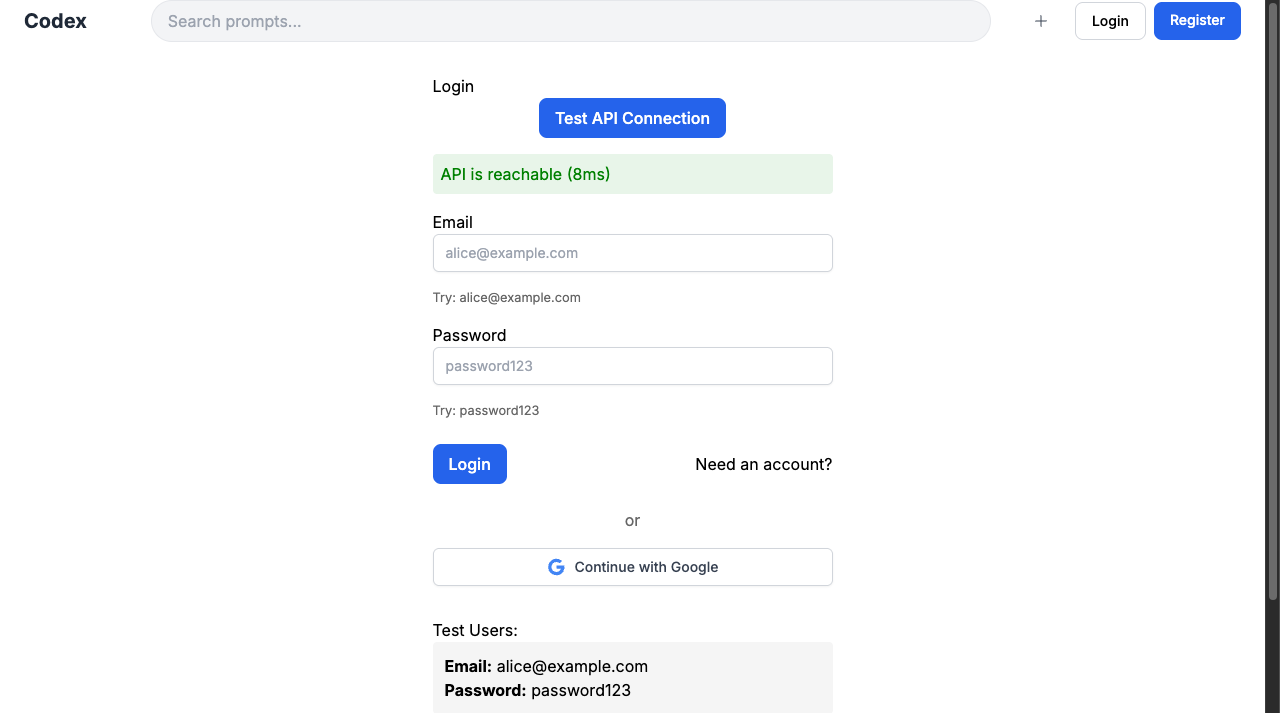 Codex
Search prompts...
+
Login
Register
Login
Test API Connection
API is reachable (8ms)
Email
alice@example.com
Try: alice@example.com
Password
password123
Try: password123
Login
Need an account?
or
Continue with Google
Test Users:
Email: alice@example.com
Password: password123